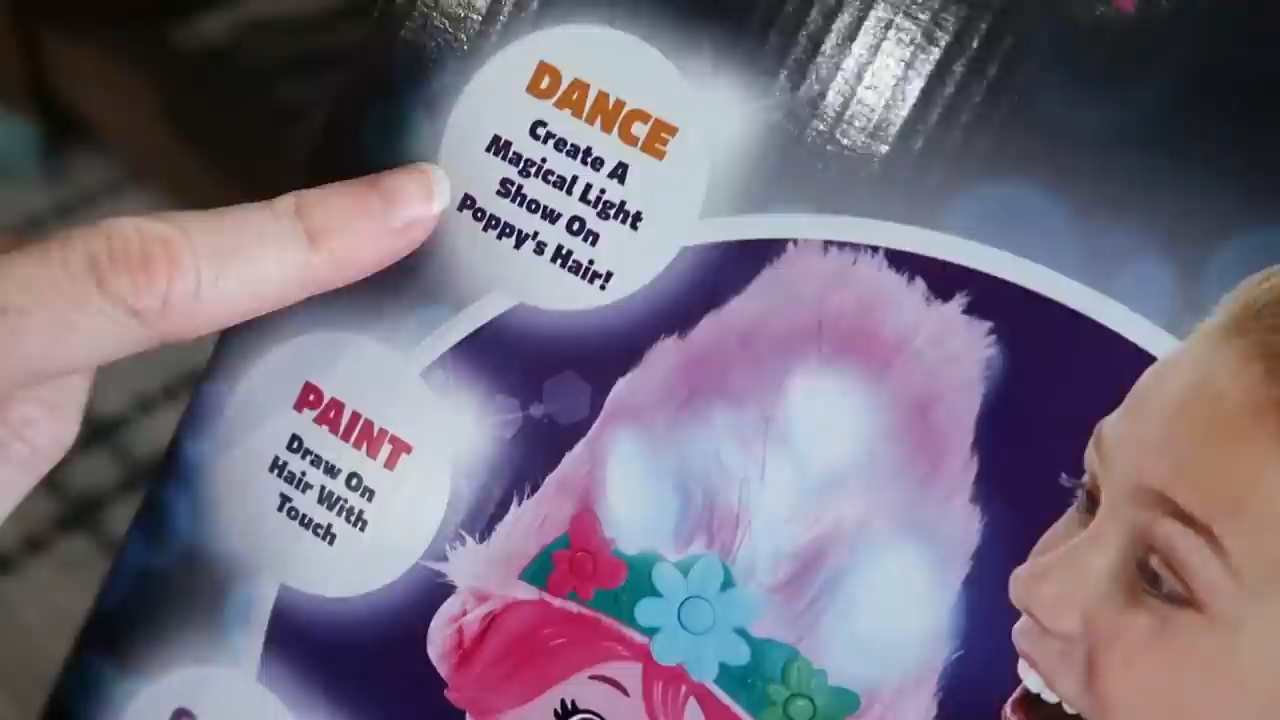 DANCE
Create A
Magical Light
Show On
Poppy's Hair!
PAINT
Draw On
Hair With
Touch